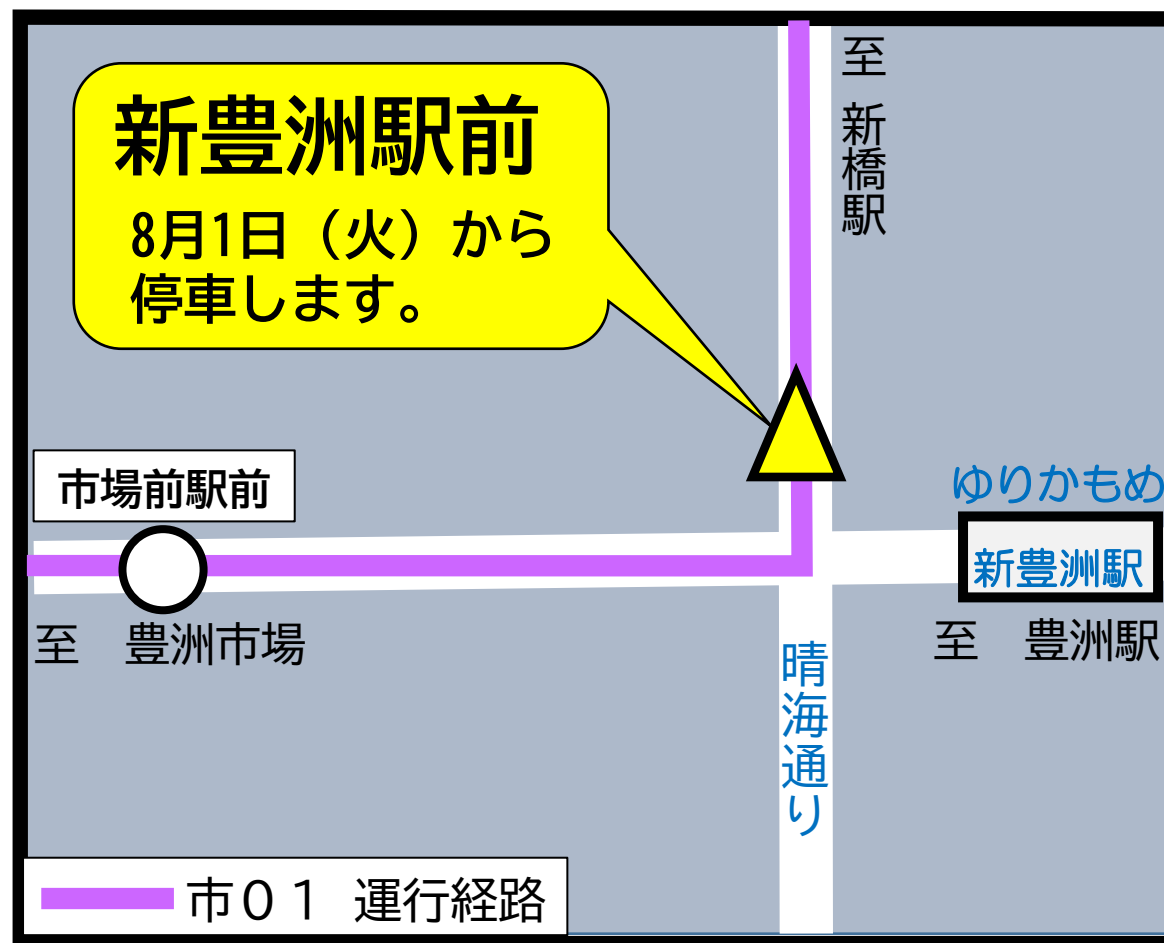 新豊洲駅前
8月1日（火）から
停車します。
至 新橋駅
市場前駅前
ゆりかもめ
新豊洲駅
至　豊洲市場
至　豊洲駅
晴海通り
市０１ 運行経路